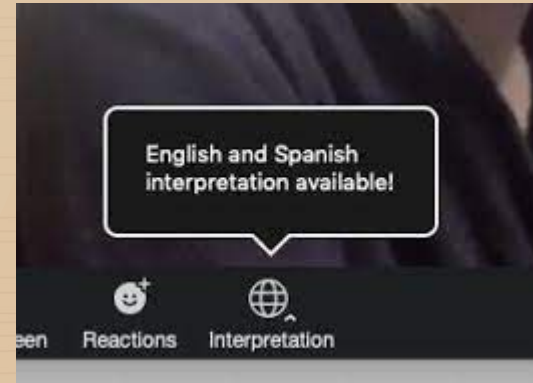 English and Spanish
interpretation available!
een Reactions Interpretation